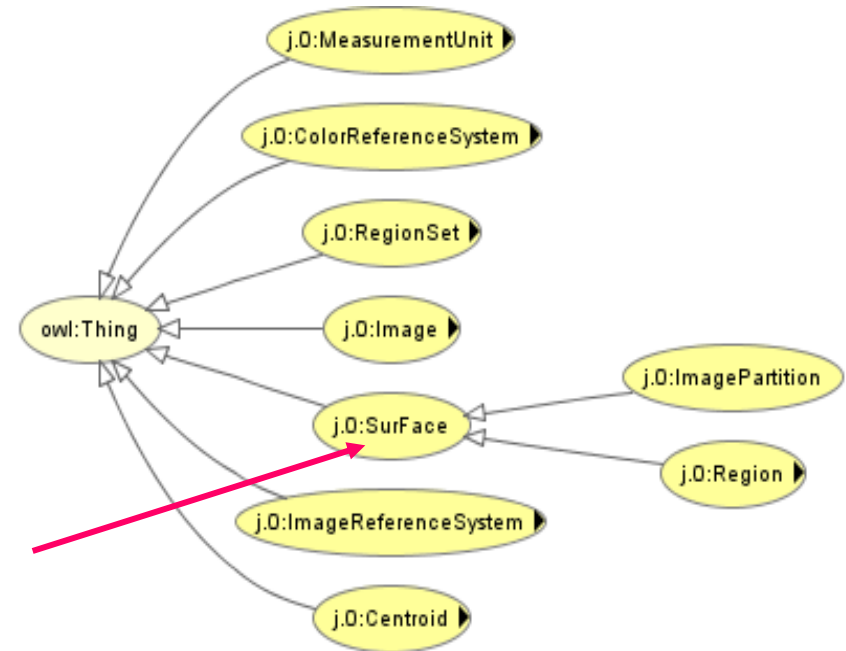 j.0:MeasurementUnit
j.0:ColorReferenceSystem
j.0:RegionSet
owl:Thing
j.0:Image
j.0:ImagePartition
j.0:SurFace
j.0:Region
j.0:ImageReferenceSystem
j.0:Centroid